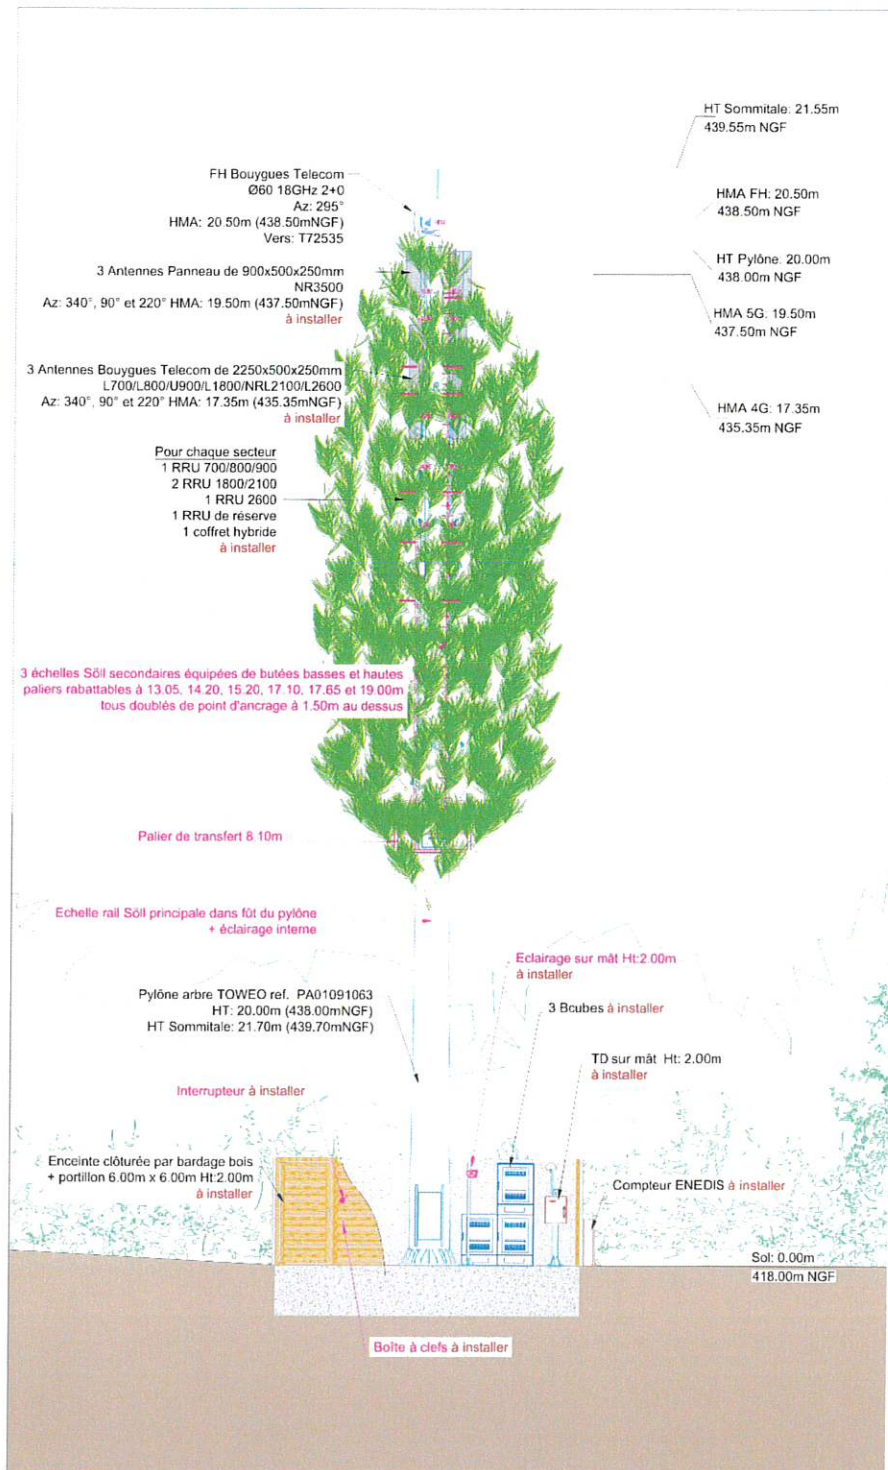 HT Sommitale: 21.55m
439.55m NGF
FH Bouygues Telecom
Ø60 18GHz 2+0
Az: 295°
HMA: 20.50m (438.50mNGF)
Vers: T72535
HMA FH: 20.50m
438.50m NGF
HT Pylône: 20.00m
438.00m NGF
3 Antennes Panneau de 900x500x250mm
NR3500
Az: 340°, 90° et 220° HMA: 19.50m (437.50mNGF)
à installer
HMA 5G: 19.50m
437.50m NGF
3 Antennes Bouygues Telecom de 2250x500x250mm
L700/L800/U900/L1800/NRL2100/L2600
Az: 340°, 90° et 220° HMA: 17.35m (435.35mNGF)
à installer
HMA 4G: 17.35m
435.35m NGF
Pour chaque secteur
1 RRU 700/800/900
2 RRU 1800/2100
1 RRU 2600
1 RRU de réserve
1 coffret hybride
à installer
3 échelles Söll secondaires équipées de butées basses et hautes
paliers rabattables à 13.05, 14.20, 15.20, 17.10, 17.65 et 19.00m
tous doublés de point d'ancrage à 1.50m au dessus
Palier de transfert 8.10m
Echelle rail Söll principale dans fût du pylône
+ éclairage interne
Eclairage sur mât Ht:2.00m
à installer
Pylône arbre TOWEO ref. PA01091063
HT: 20.00m (438.00mNGF)
HT Sommitale: 21.70m (439.70mNGF)
3 Bcubes à installer
TD sur mât Ht: 2.00m
à installer
Interrupteur à installer
Enceinte clôturée par bardage bois
+ portillon 6.00m x 6.00m Ht:2.00m
à installer
Compteur ENEDIS à installer
Sol: 0.00m
418.00m NGF
Boîte à clefs à installer